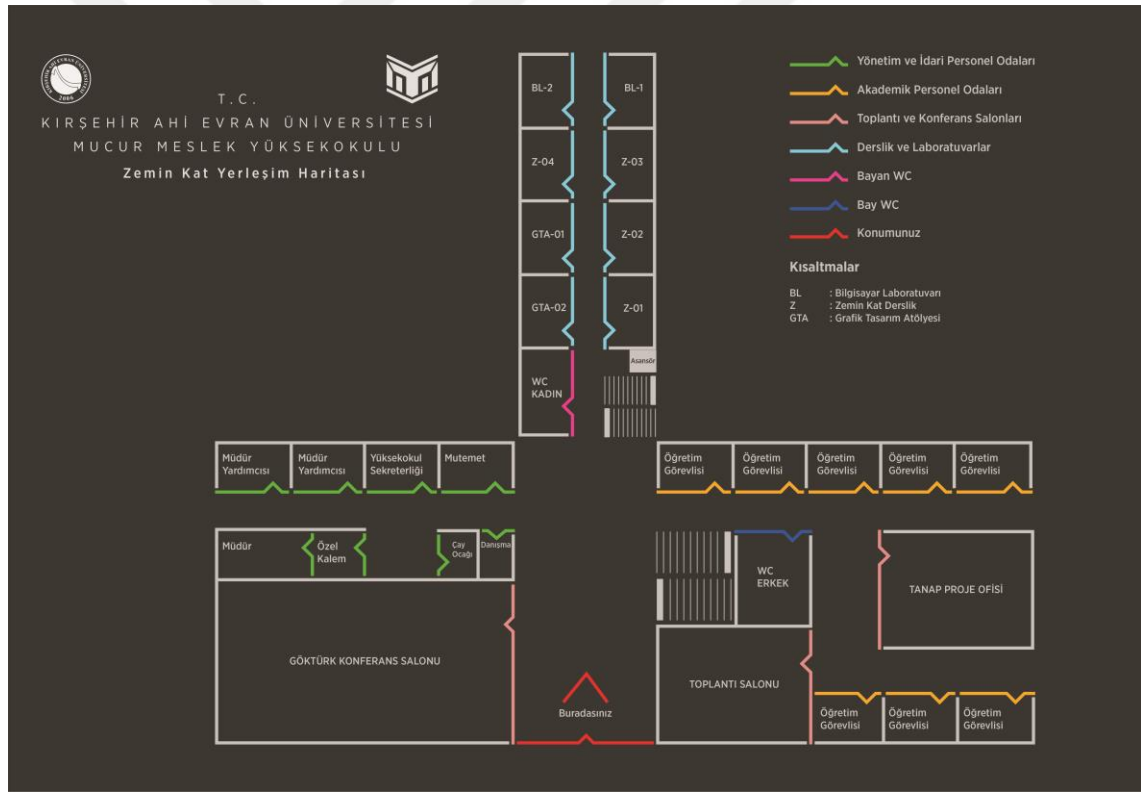 T.C.
KIRŞEHİR AHİ EVRAN ÜNİVERSİTESİ
MUCUR MESLEK YÜKSEKOKULU
Zemin Kat Yerleşim Haritası
Yönetim ve İdari Personel Odaları
Akademik Personel Odaları
Toplantı ve Konferans Salonları
Derslik ve Laboratuvarlar
Bayan WC
Bay WC
Konumunuz
Kısaltmalar
BL : Bilgisayar Laboratuvarı
Z : Zemin Kat Derslik
GTA : Grafik Tasarım Atölyesi
BL-2
BL-1
Z-04
Z-03
GTA-01
Z-02
GTA-02
Z-01
Asansör
WC
KADIN
Müdür
Yardımcısı
Müdür
Yardımcısı
Yüksekokul
Sekreterliği
Mutemet
Öğretim
Görevlisi
Öğretim
Görevlisi
Öğretim
Görevlisi
Öğretim
Görevlisi
Öğretim
Görevlisi
Müdür
Özel
Kalem
Çay
Ocağı
Danışma
WC
ERKEK
TANAP PROJE OFİSİ
GÖKTÜRK KONFERANS SALONU
TOPLANTI SALONU
Buradasınız
Öğretim
Görevlisi
Öğretim
Görevlisi
Öğretim
Görevlisi